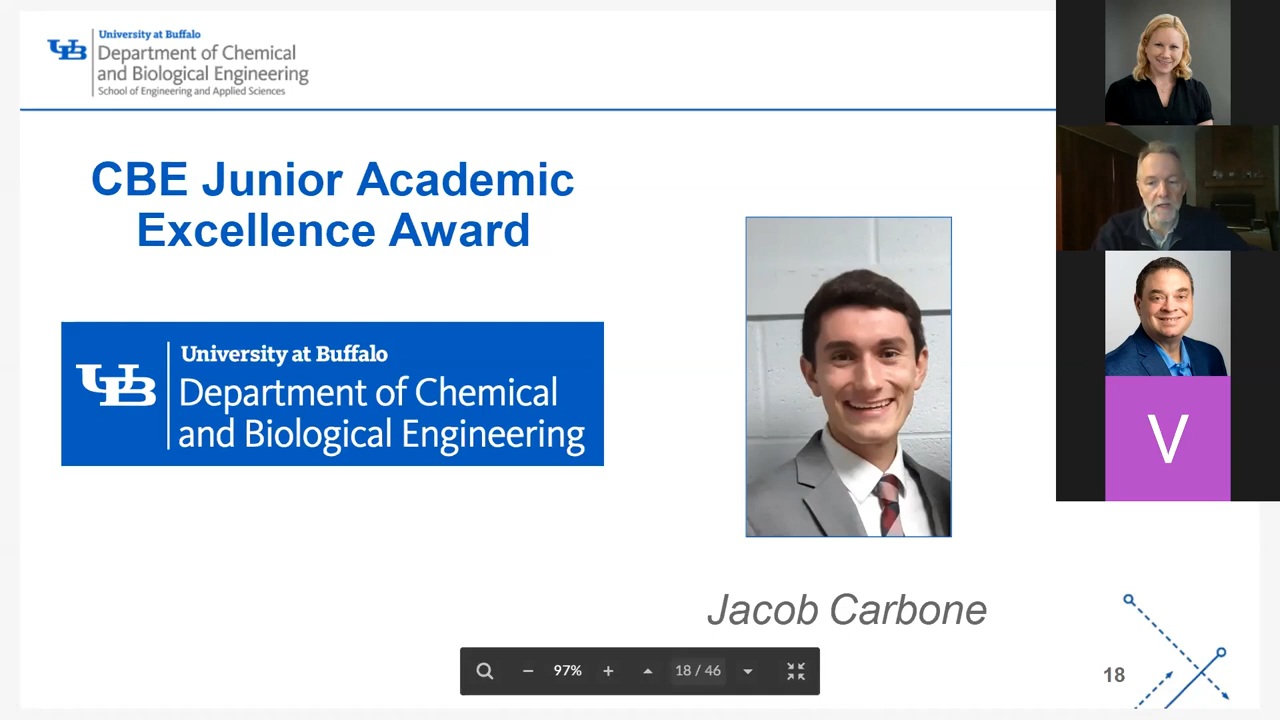 University at Buffalo
Department of Chemical
and Biological Engineering
School of Engineering and Applied Sciences
CBE Junior Academic
Excellence Award
UB
University at Buffalo
Department of Chemical
and Biological Engineering
Jacob Carbone
V
97%
18 / 46
18